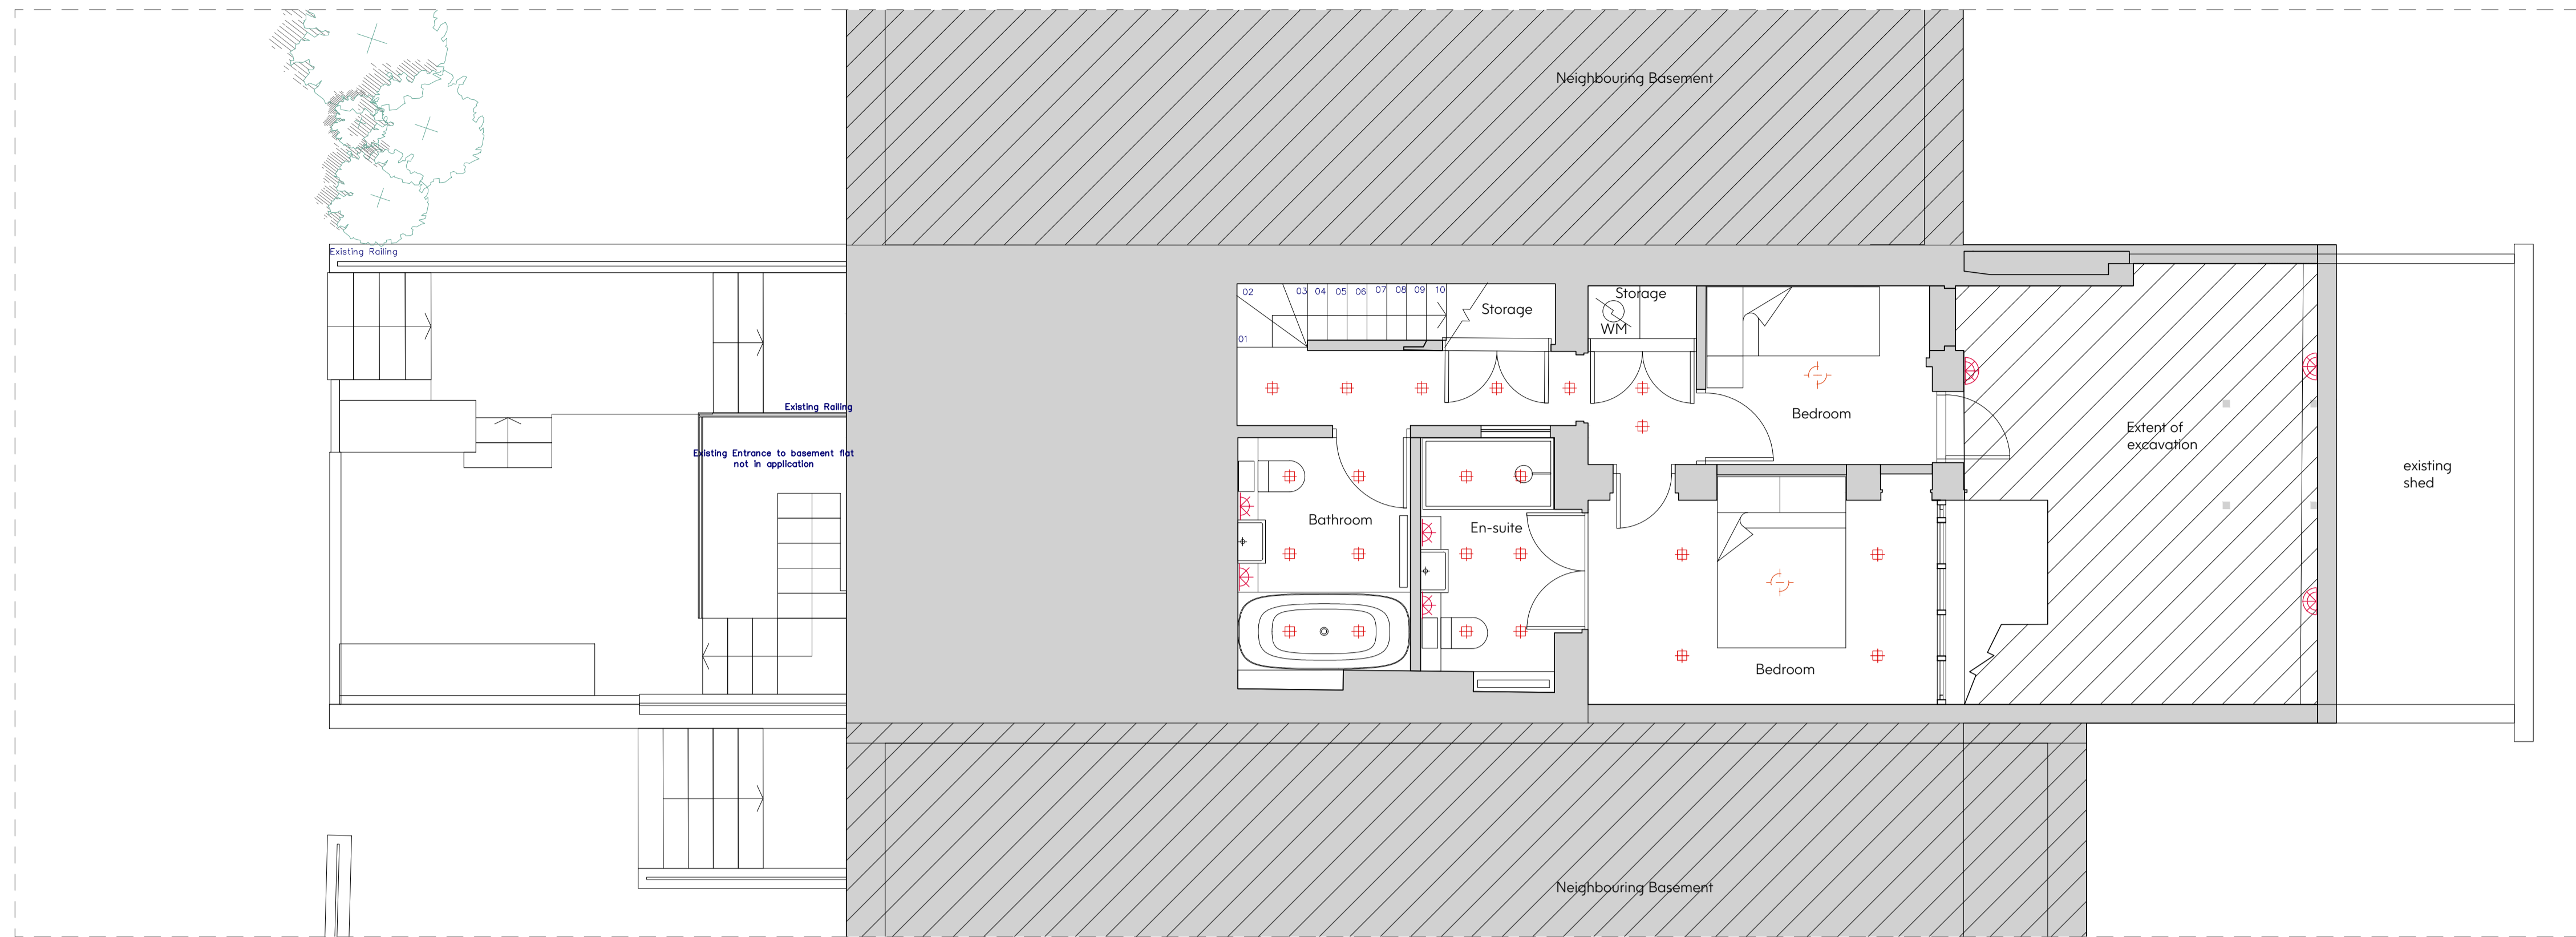 Neighbouring Basement
Existing Railing
02
03
04
05
06
07
08
09
10
01
Storage
Storage
WM
Existing Railing
Existing Entrance to basement flat
not in application
Bedroom
Extent of
excavation
existing
shed
Bathroom
En-suite
Bedroom
Neighbouring Basement